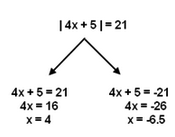 | 4x + 5 | = 21
4x + 5 = 21
4x = 16
x = 4
4x + 5 = -21
4x = -26
x = -6.5